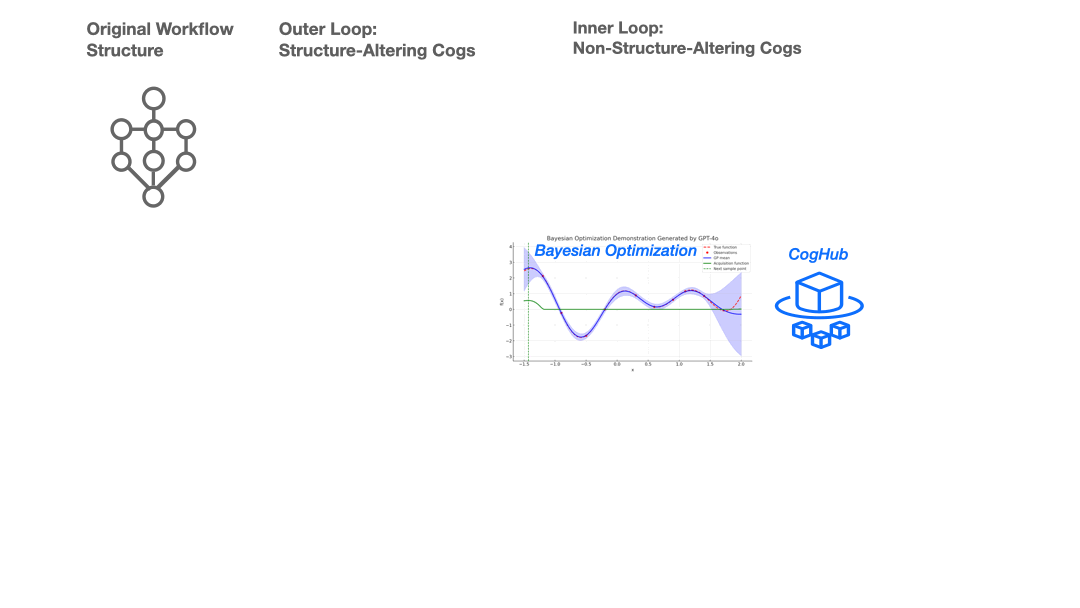 Original Workflow
Structure
Outer Loop:
Structure-Altering Cogs
Inner Loop:
Non-Structure-Altering Cogs
Bayesian Optimization Demonstration Generated by GPT-4o
Bayesian Optimization
True function
Observations
GP mean
Acquisition function
Next sample point
f(x)
4
3
2
1
0
−1
−2
−3
−1.5 −1.0 −0.5 0.0 0.5 1.0 1.5 2.0
x
CogHub